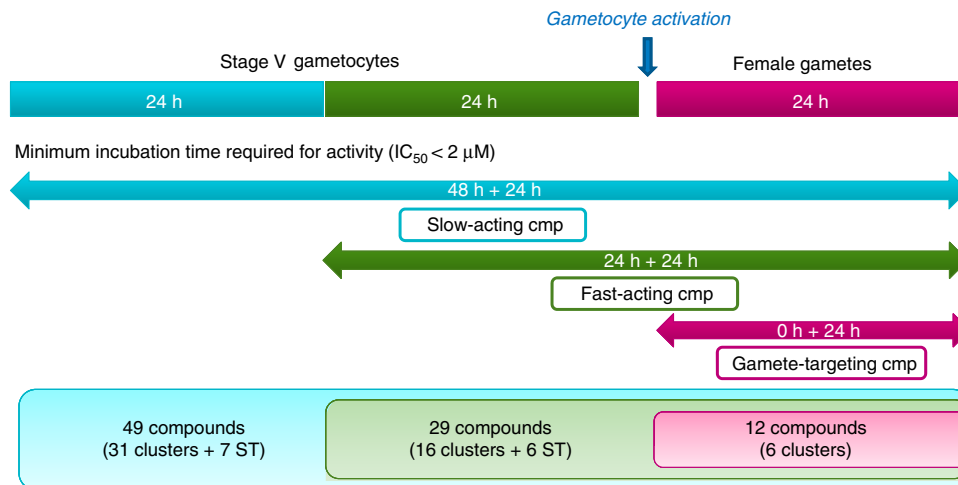 Gametocyte activation
Stage V gametocytes
Female gametes
24 h
24 h
24 h
Minimum incubation time required for activity (IC50 < 2 μM)
48 h + 24 h
Slow-acting cmp
24 h + 24 h
Fast-acting cmp
0 h + 24 h
Gamete-targeting cmp
49 compounds
(31 clusters + 7 ST)
29 compounds
(16 clusters + 6 ST)
12 compounds
(6 clusters)